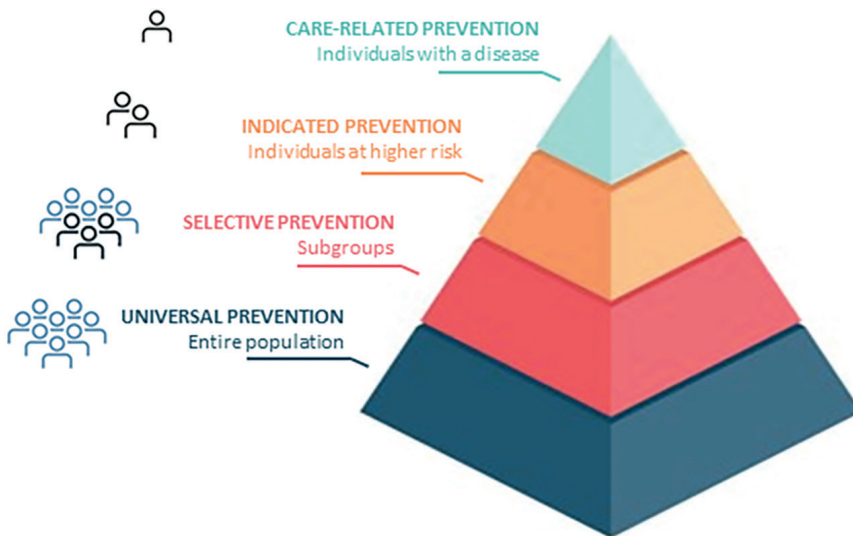 CARE-RELATED PREVENTION
Individuals with a disease
INDICATED PREVENTION
Individuals at higher risk
SELECTIVE PREVENTION
Subgroups
UNIVERSAL PREVENTION
Entire population